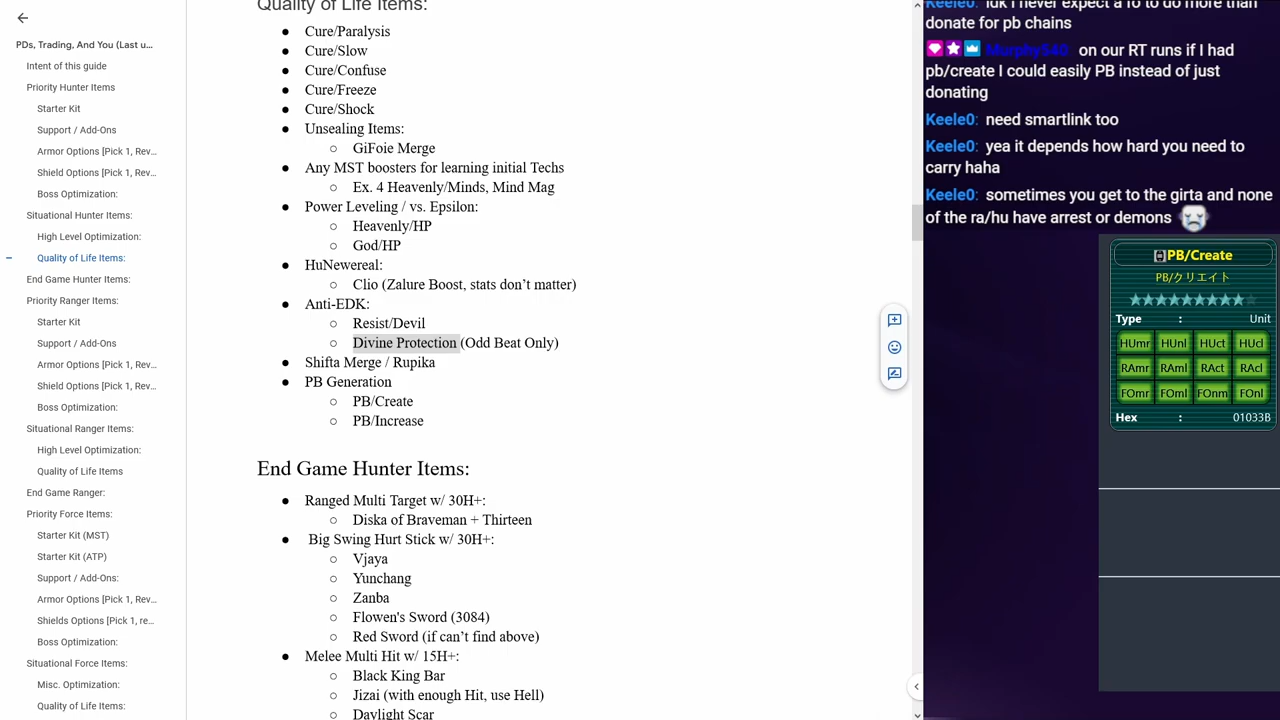 PDs, Trading, And You (Last u...
Intent of this guide
Priority Hunter Items
Starter Kit
Support / Add-Ons
Armor Options [Pick 1, Rev...
Shield Options [Pick 1, Rev...
Boss Optimization:
Situational Hunter Items:
High Level Optimization:
Quality of Life Items:
End Game Hunter Items:
Priority Ranger Items:
Starter Kit
Support / Add-Ons:
Armor Options [Pick 1, Rev...
Shield Options [Pick 1, Rev...
Boss Optimization:
Situational Ranger Items:
High Level Optimization:
Quality of Life Items
End Game Ranger:
Priority Force Items:
Starter Kit (MST)
Starter Kit (ATP)
Support / Add-Ons:
Armor Options [Pick 1, Rev...
Shields Options [Pick 1, re...
Boss Optimization:
Situational Force Items:
Misc. Optimization:
Quality of Life Items:
Quality of Life Items:
Cure/Paralysis
Cure/Slow
Cure/Confuse
Cure/Freeze
Cure/Shock
Unsealing Items:
GiFoie Merge
Any MST boosters for learning initial Techs
Ex. 4 Heavenly/Minds, Mind Mag
Power Leveling / vs. Epsilon:
Heavenly/HP
God/HP
HuNewereal:
Clio (Zalure Boost, stats don't matter)
Anti-EDK:
Resist/Devil
Divine Protection (Odd Beat Only)
Shifta Merge / Rupika
PB Generation
PB/Create
PB/Increase
End Game Hunter Items:
Ranged Multi Target w/ 30H+:
Diska of Braveman + Thirteen
Big Swing Hurt Stick w/ 30H+:
Vjaya
Yunchang
Zanba
Flowen's Sword (3084)
Red Sword (if can't find above)
Melee Multi Hit w/ 15H+:
Black King Bar
Jizai (with enough Hit, use Hell)
Daylight Scar
Keele0: idk i never expect a fo to do more than
donate for pb chains
Murphy540 on our RT runs if I had
pb/create I could easily PB instead of just
donating
Keele0: need smartlink too
Keele0: yea it depends how hard you need to
carry haha
Keele0: sometimes you get to the girta and none
of the ra/hu have arrest or demons
PB/Create
PB/クリエイト
★★★★★★★★★★★
Type : Unit
HUmr HUnl HUct HUcl
RAmr RAml RAct RAcl
FOmr FOml FOnm FOnl
Hex : 01033B